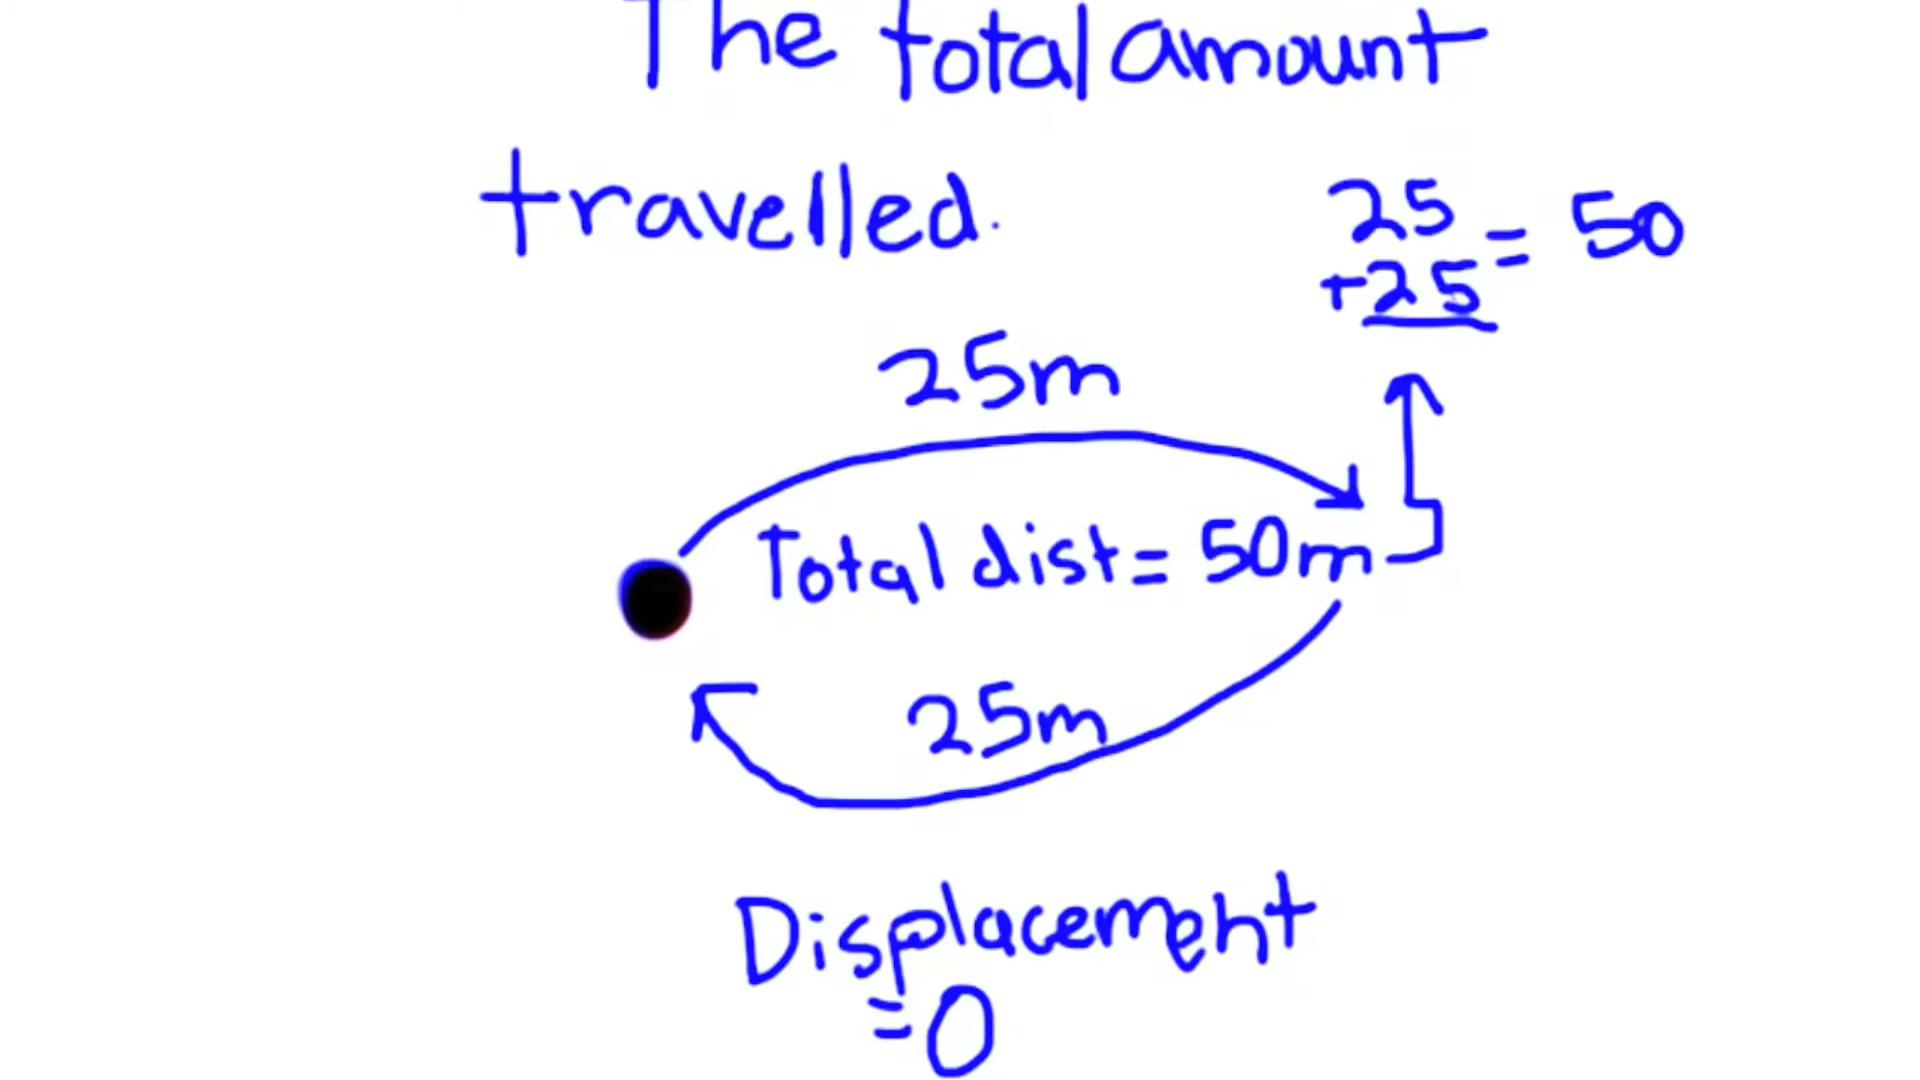 The total amount
travelled.
25
+25 = 50
25m
Total dist = 50m
25m
Displacement
=0